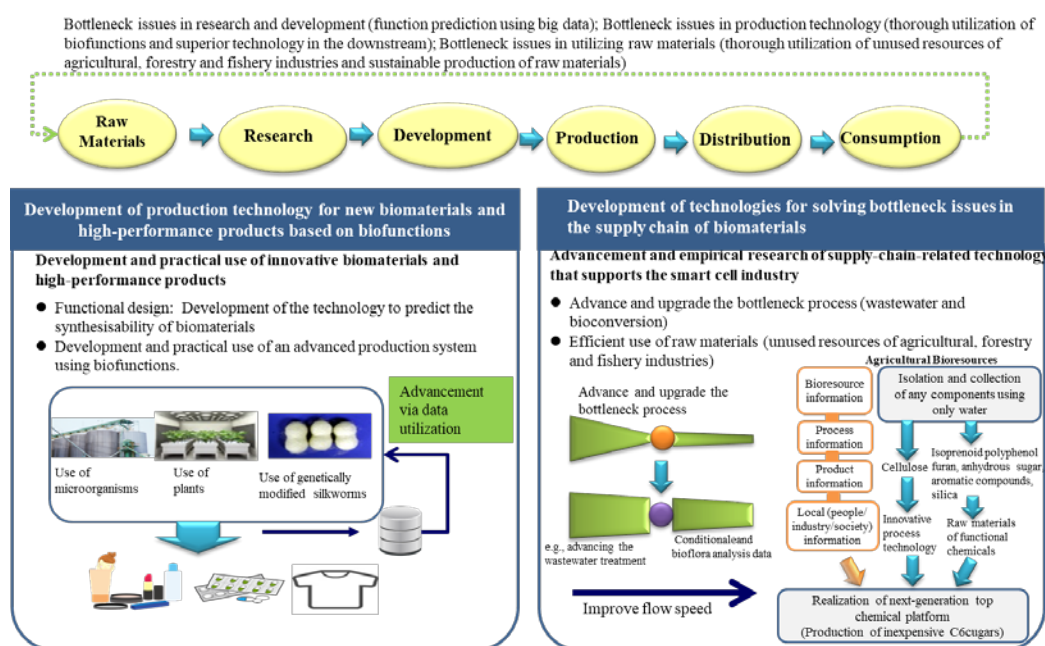 Bottleneck issues in research and development (function prediction using big data); Bottleneck issues in production technology (thorough utilization of
biofunctions and superior technology in the downstream); Bottleneck issues in utilizing raw materials (thorough utilization of unused resources of
agricultural, forestry and fishery industries and sustainable production of raw materials)
Raw
Materials
Research
Development
Production
Distribution
Consumption
Development of production technology for new biomaterials and
high-performance products based on biofunctions
Development and practical use of innovative biomaterials and
high-performance products
● Functional design: Development of the technology to predict the
synthesisability of biomaterials
● Development and practical use of an advanced production system
using biofunctions.
Advancement
via data
utilization
Use of
microorganisms
Use of
plants
Use of genetically
modified silkworms
Development of technologies for solving bottleneck issues in
the supply chain of biomaterials
Advancement and empirical research of supply-chain-related technology
that supports the smart cell industry
● Advance and upgrade the bottleneck process (wastewater and
bioconversion)
● Efficient use of raw materials (unused resources of agricultural, forestry
and fishery industries)
Advance and upgrade the
bottleneck process
e.g., advancing the
wastewater treatment
Conditionaleand
bioflora analysis data
Improve flow speed
Agricultural Bioresources
Bioresource
information
Process
information
Product
information
Local (people/
industry/society)
information
Isolation and collection
of any components using
only water
Cellulose
Innovative
process
technology
Isoprenoid polyphenol
furan, anhydrous sugar,
aromatic compounds,
silica
Raw materials
of functional
chemicals
Realization of next-generation top
chemical platform
(Production of inexpensive C6cugars)